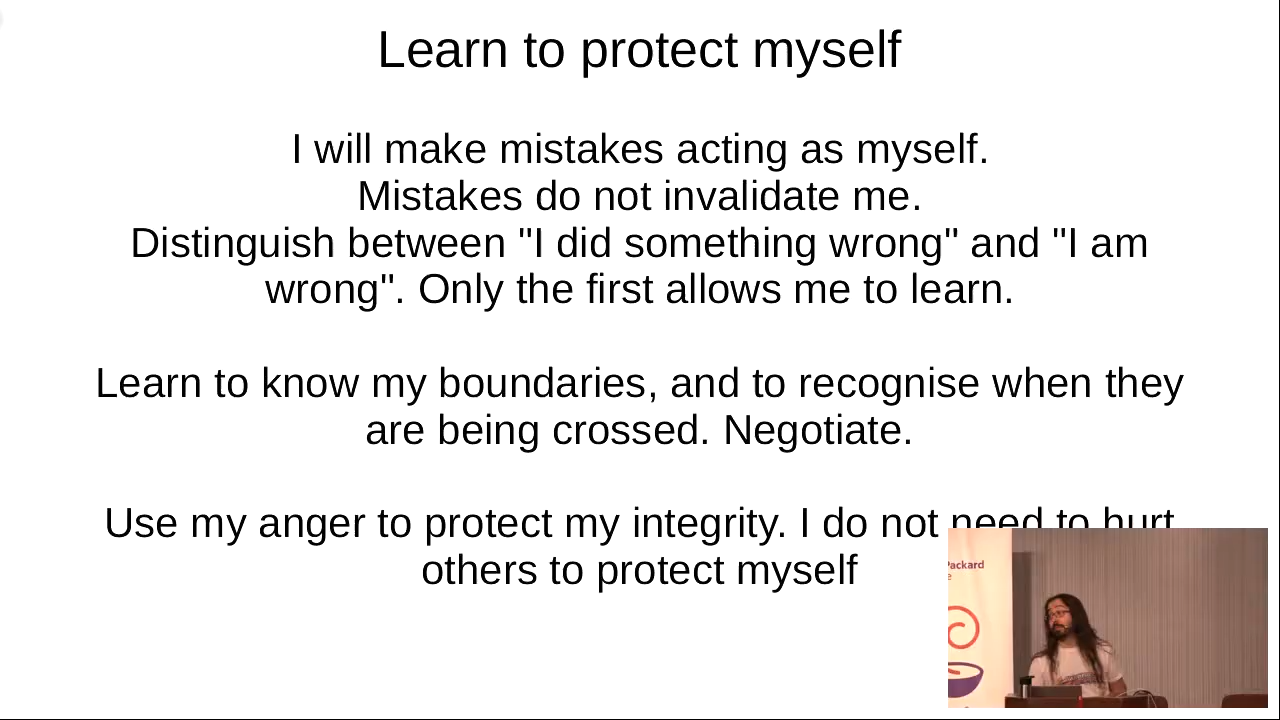 Learn to protect myself
I will make mistakes acting as myself.
Mistakes do not invalidate me.
Distinguish between "I did something wrong" and "I am
wrong". Only the first allows me to learn.
Learn to know my boundaries, and to recognise when they
are being crossed. Negotiate.
Use my anger to protect my integrity. I do not need to hurt
others to protect myself
Packard